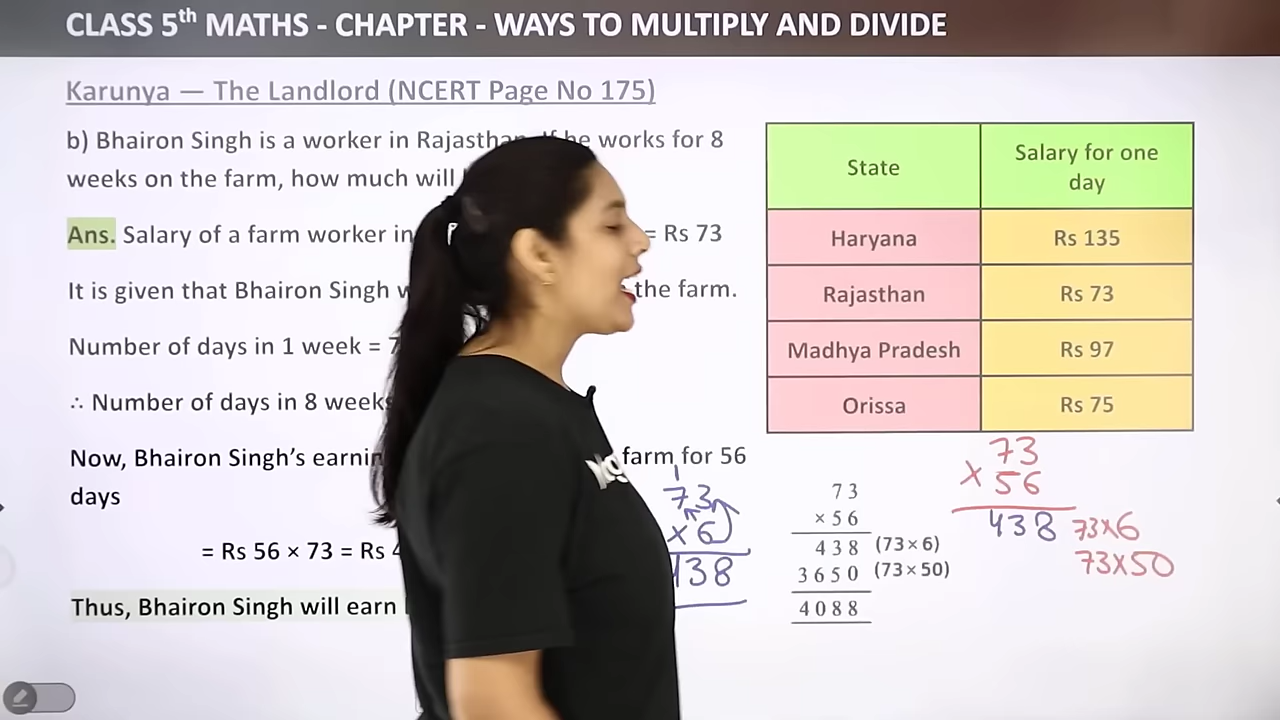 CLASS 5th MATHS - CHAPTER - WAYS TO MULTIPLY AND DIVIDE
Karunya — The Landlord (NCERT Page No 175)
b) Bhairon Singh is a worker in Rajasthan. If he works for 8
weeks on the farm, how much will
Ans. Salary of a farm worker in = Rs 73
It is given that Bhairon Singh the farm.
Number of days in 1 week = 7
∴ Number of days in 8 weeks
Now, Bhairon Singh’s earning farm for 56
days
= Rs 56 × 73 = Rs 4
Thus, Bhairon Singh will earn
State Salary for one day
Haryana Rs 135
Rajasthan Rs 73
Madhya Pradesh Rs 97
Orissa Rs 75
1
73
×6
438
73
×56
438 (73×6)
3650 (73×50)
4088
73
×56
438 73×6
73×50